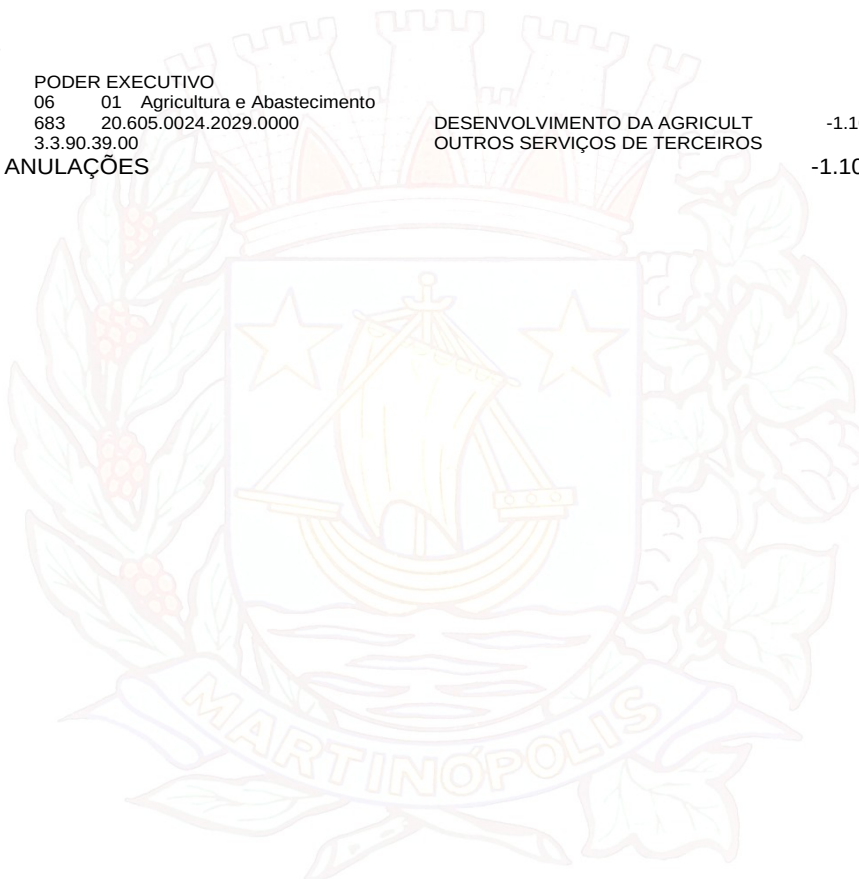 PODER EXECUTIVO
06 01 Agricultura e Abastecimento
683 20.605.0024.2029.0000 DESENVOLVIMENTO DA AGRICULT
3.3.90.39.00 OUTROS SERVIÇOS DE TERCEIROS
ANULAÇÕES
MARTINÓPOLIS